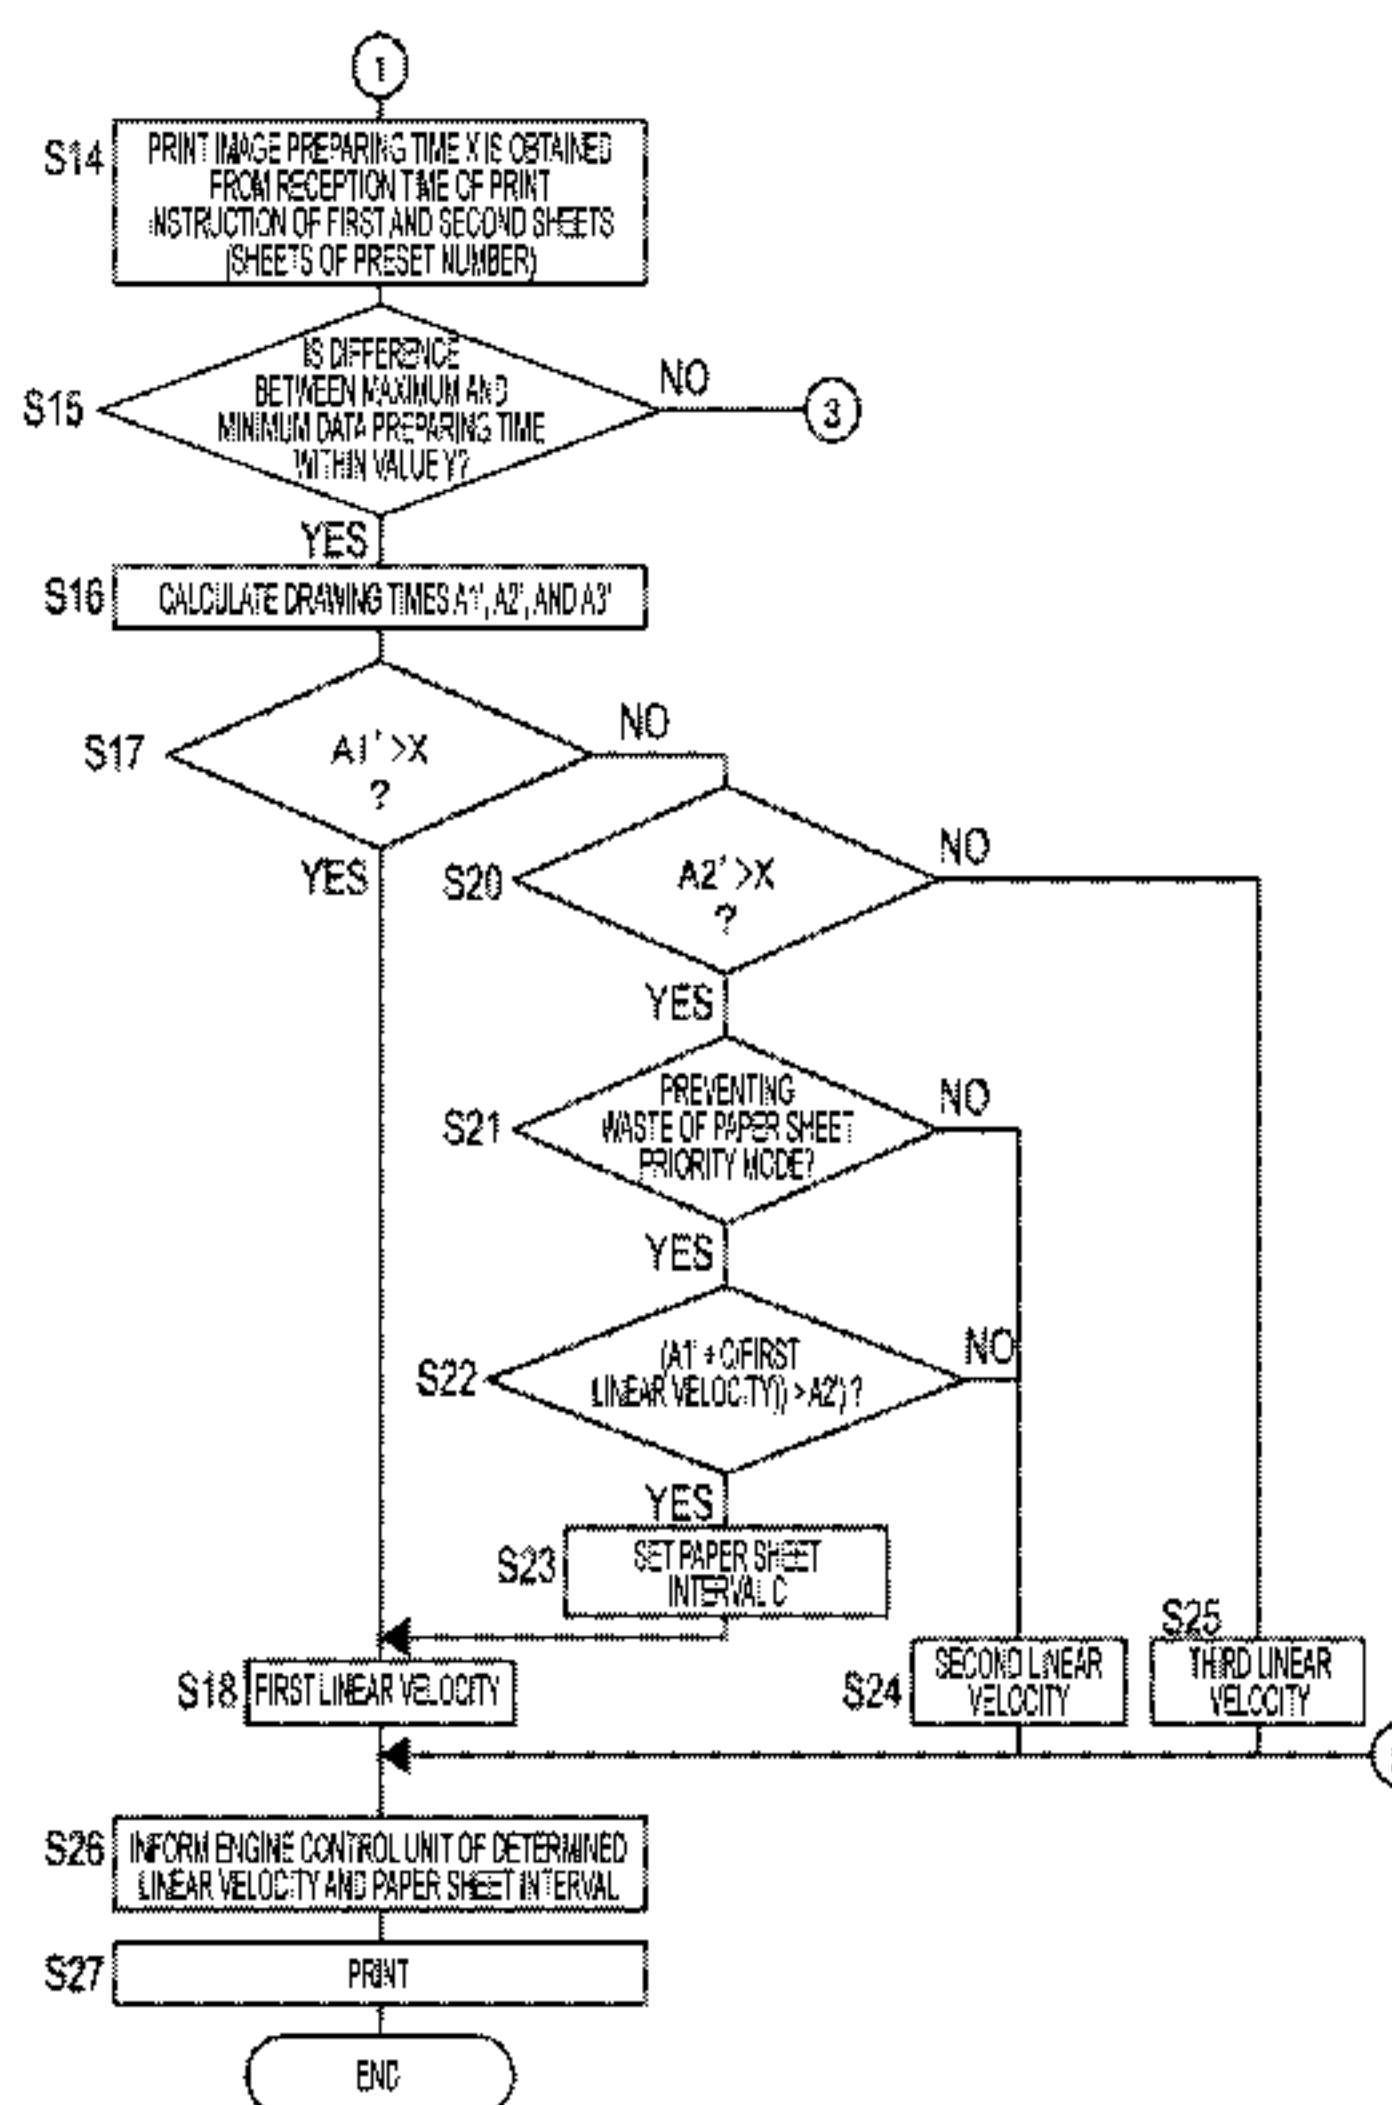 1
S14
PRINT IMAGE PREPARING TIME X IS OBTAINED
FROM RECEPTION TIME OF PRINT
INSTRUCTION OF FIRST AND SECOND SHEETS
(SHEETS OF PRESET NUMBER)
S15
IS DIFFERENCE
BETWEEN MAXIMUM AND
MINIMUM DATA PREPARING TIME
WITHIN VALUE Y?
NO
3
YES
S16
CALCULATE DRAWING TIMES A1', A2', AND A3'
S17
A1' >X
?
NO
YES
S20
A2' >X
?
NO
YES
S21
PREVENTING
WASTE OF PAPER SHEET
PRIORITY MODE?
NO
YES
S22
(A1' + C(FIRST
LINEAR VELOCITY)) > A2') ?
NO
YES
S23
SET PAPER SHEET
INTERVAL C
S18
FIRST LINEAR VELOCITY
S24
SECOND LINEAR
VELOCITY
S25
THIRD LINEAR
VELOCITY
S26
INFORM ENGINE CONTROL UNIT OF DETERMINED
LINEAR VELOCITY AND PAPER SHEET INTERVAL
S27
PRINT
END